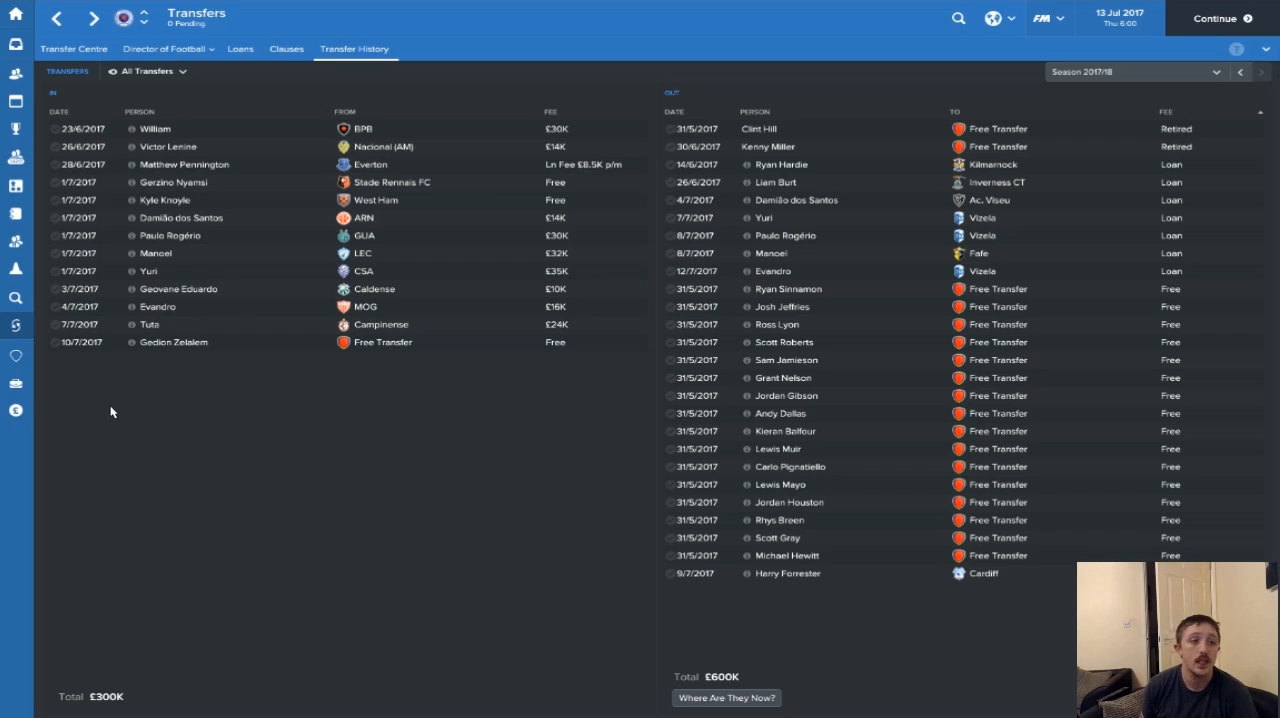 Transfers
0 Pending
FM
13 Jul 2017
Thu 6:00
Continue
Transfer Centre Director of Football Loans Clauses Transfer History
?
TRANSFERS All Transfers Season 2017/18
IN
DATE PERSON FROM FEE
23/6/2017 William BPB £30K
26/6/2017 Victor Lenine Nacional (AM) £14K
28/6/2017 Matthew Pennington Everton Ln Fee £8.5K p/m
1/7/2017 Gerzino Nyamsi Stade Rennais FC Free
1/7/2017 Kyle Knoyle West Ham Free
1/7/2017 Damião dos Santos ARN £14K
1/7/2017 Paulo Rogério GUA £30K
1/7/2017 Manoel LEC £32K
1/7/2017 Yuri CSA £35K
3/7/2017 Geovane Eduardo Caldense £10K
4/7/2017 Evandro MOG £16K
7/7/2017 Tuta Campinense £24K
10/7/2017 Gedion Zelalem Free Transfer Free
Total £300K
OUT
DATE PERSON TO FEE
31/5/2017 Clint Hill Free Transfer Retired
30/6/2017 Kenny Miller Free Transfer Retired
14/6/2017 Ryan Hardie Kilmarnock Loan
26/6/2017 Liam Burt Inverness CT Loan
4/7/2017 Damião dos Santos Ac. Viseu Loan
7/7/2017 Yuri Vizela Loan
8/7/2017 Paulo Rogério Vizela Loan
8/7/2017 Manoel Fafe Loan
12/7/2017 Evandro Vizela Loan
31/5/2017 Ryan Sinnamon Free Transfer Free
31/5/2017 Josh Jeffries Free Transfer Free
31/5/2017 Ross Lyon Free Transfer Free
31/5/2017 Scott Roberts Free Transfer Free
31/5/2017 Sam Jamieson Free Transfer Free
31/5/2017 Grant Nelson Free Transfer Free
31/5/2017 Jordan Gibson Free Transfer Free
31/5/2017 Andy Dallas Free Transfer Free
31/5/2017 Kieran Balfour Free Transfer Free
31/5/2017 Lewis Muir Free Transfer Free
31/5/2017 Carlo Pignatiello Free Transfer Free
31/5/2017 Lewis Mayo Free Transfer Free
31/5/2017 Jordan Houston Free Transfer Free
31/5/2017 Rhys Breen Free Transfer Free
31/5/2017 Scott Gray Free Transfer Free
31/5/2017 Michael Hewitt Free Transfer Free
9/7/2017 Harry Forrester Cardiff
Total £600K
Where Are They Now?